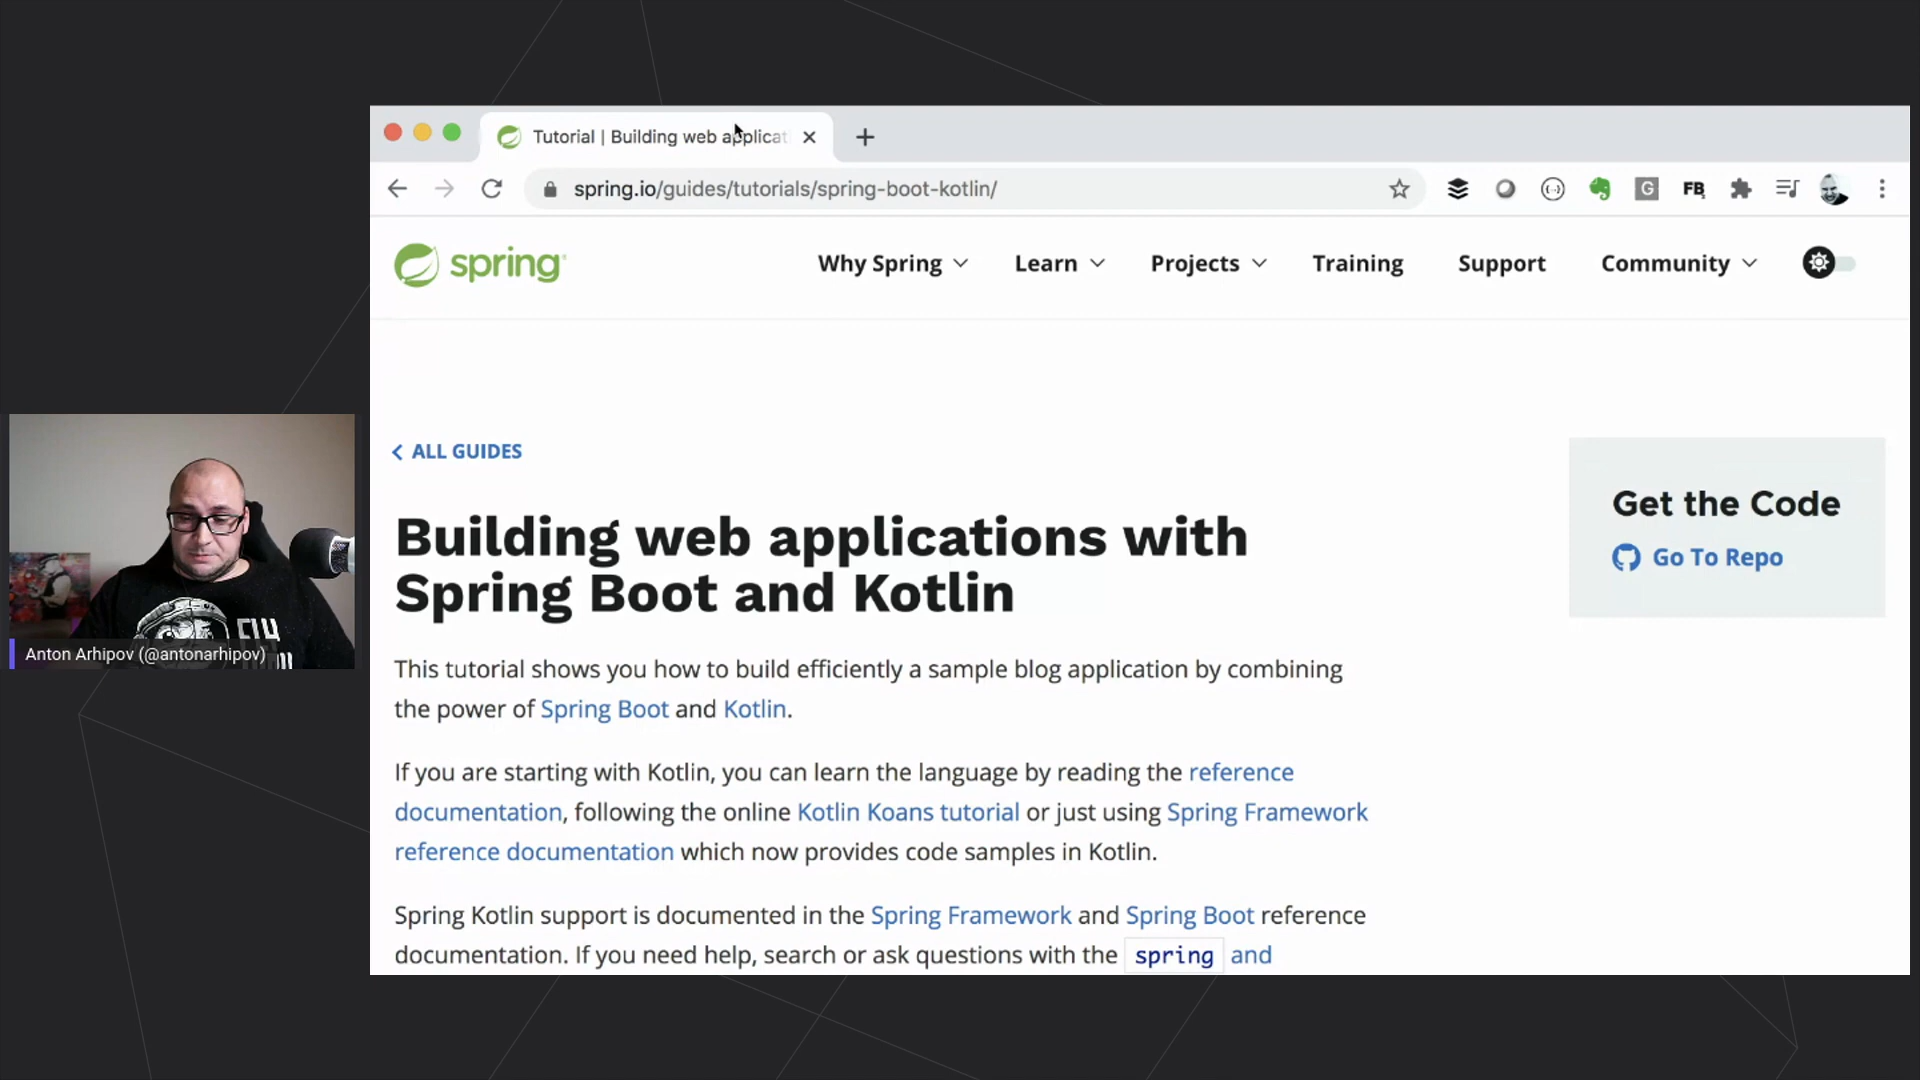 Tutorial | Building web applicat
spring.io/guides/tutorials/spring-boot-kotlin/
G
FB
spring
Why Spring
Learn
Projects
Training
Support
Community
ALL GUIDES
Building web applications with
Spring Boot and Kotlin
This tutorial shows you how to build efficiently a sample blog application by combining
the power of Spring Boot and Kotlin.
If you are starting with Kotlin, you can learn the language by reading the reference
documentation, following the online Kotlin Koans tutorial or just using Spring Framework
reference documentation which now provides code samples in Kotlin.
Spring Kotlin support is documented in the Spring Framework and Spring Boot reference
documentation. If you need help, search or ask questions with the spring and
Get the Code
Go To Repo
Anton Arhipov (@antonarhipov)